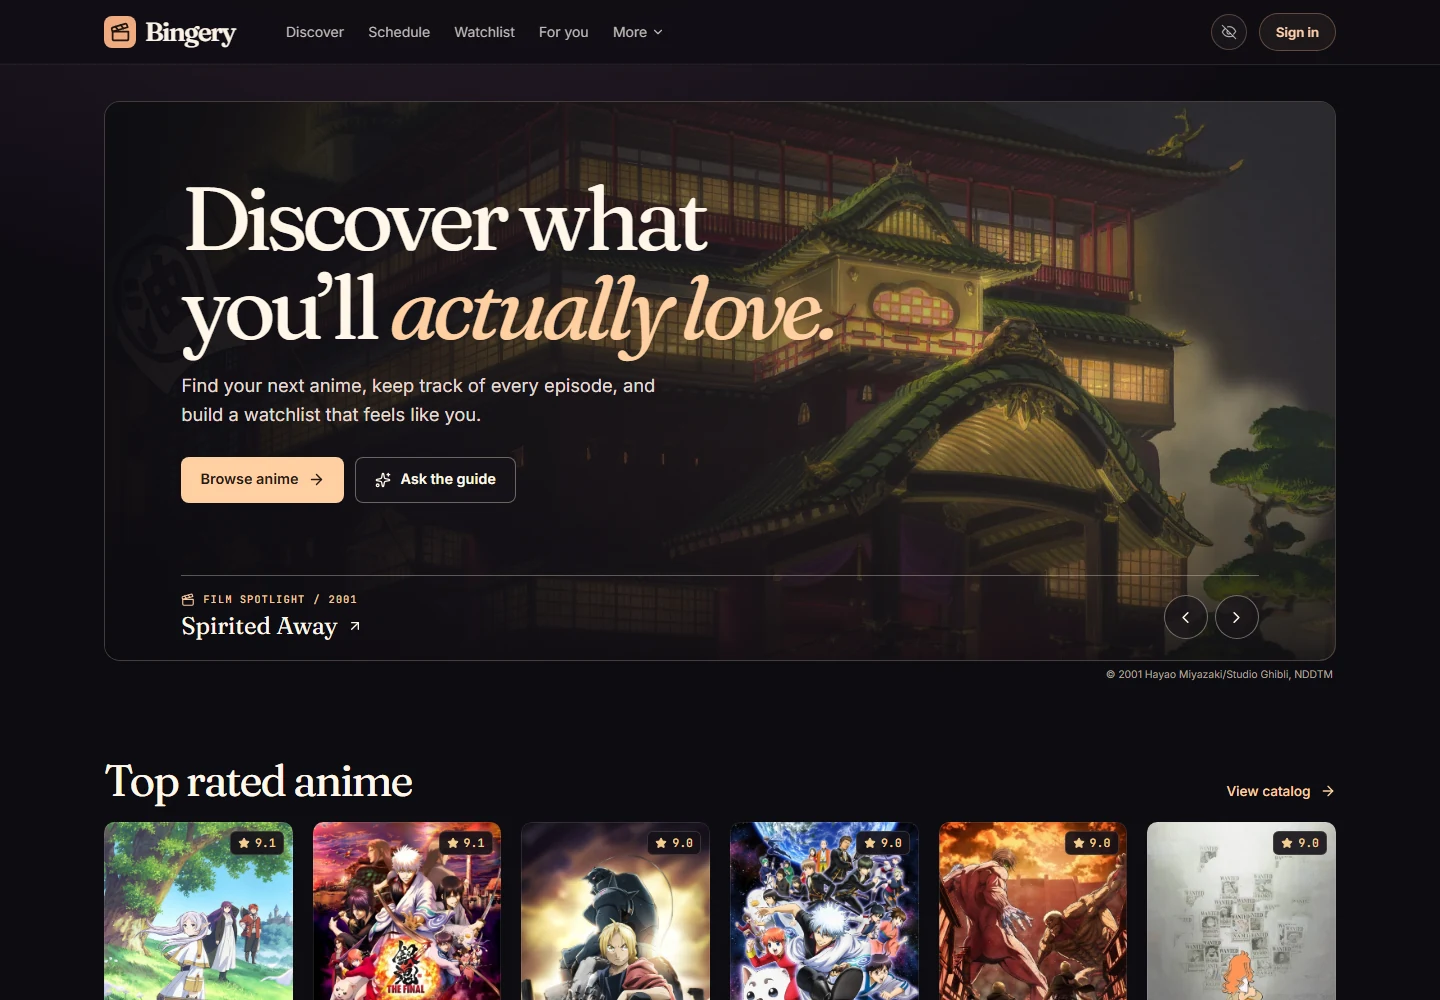 Bingery
Discover
Schedule
Watchlist
For you
More
Sign in
油
Discover what
you’ll actually love.
Find your next anime, keep track of every episode, and
build a watchlist that feels like you.
Browse anime
Ask the guide
FILM SPOTLIGHT / 2001
Spirited Away
© 2001 Hayao Miyazaki/Studio Ghibli, NDDTM
Top rated anime
View catalog
9.1
9.1
9.0
9.0
9.0
9.0
THE FINAL